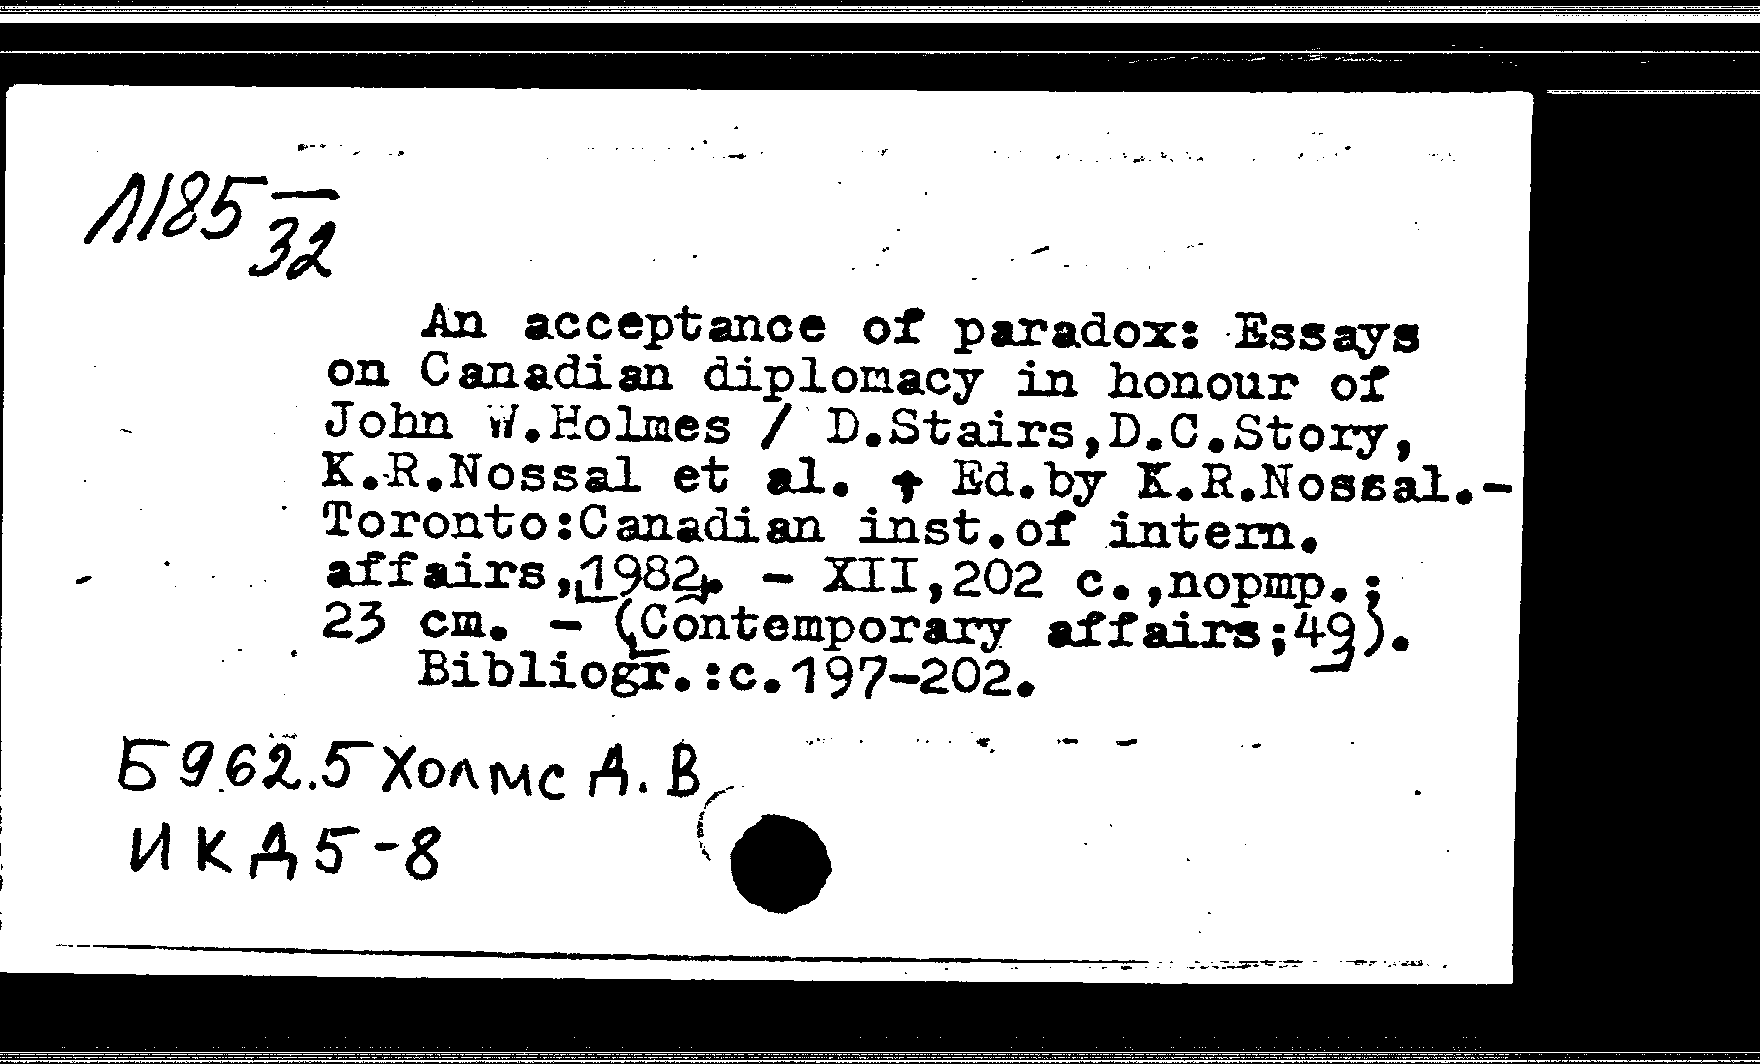 Л185—
32
An acceptance of paradox: Essays
on Canadian diplomacy in honour of
John W.Holmes / D.Stairs,D.C.Story,
K.R.Nossal et al. + Ed.by K.R.Nossal.-
Toronto:Canadian inst.of intern.
affairs,1982. - XII,202 с.,портр.;
23 cm. - (Contemporary affairs;49).
Bibliogr.:c.197-202.
Б962.5 Холмс Д. В
ИКД5-8